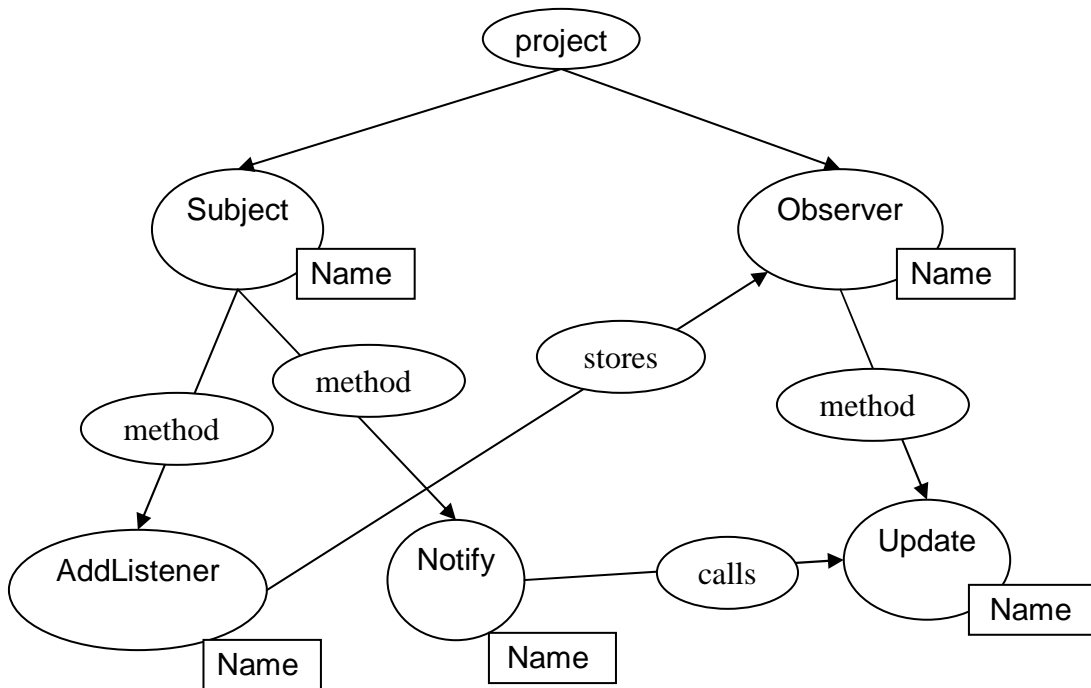 project
Subject
Name
Observer
Name
stores
method
method
method
AddListener
Name
Notify
Name
calls
Update
Name